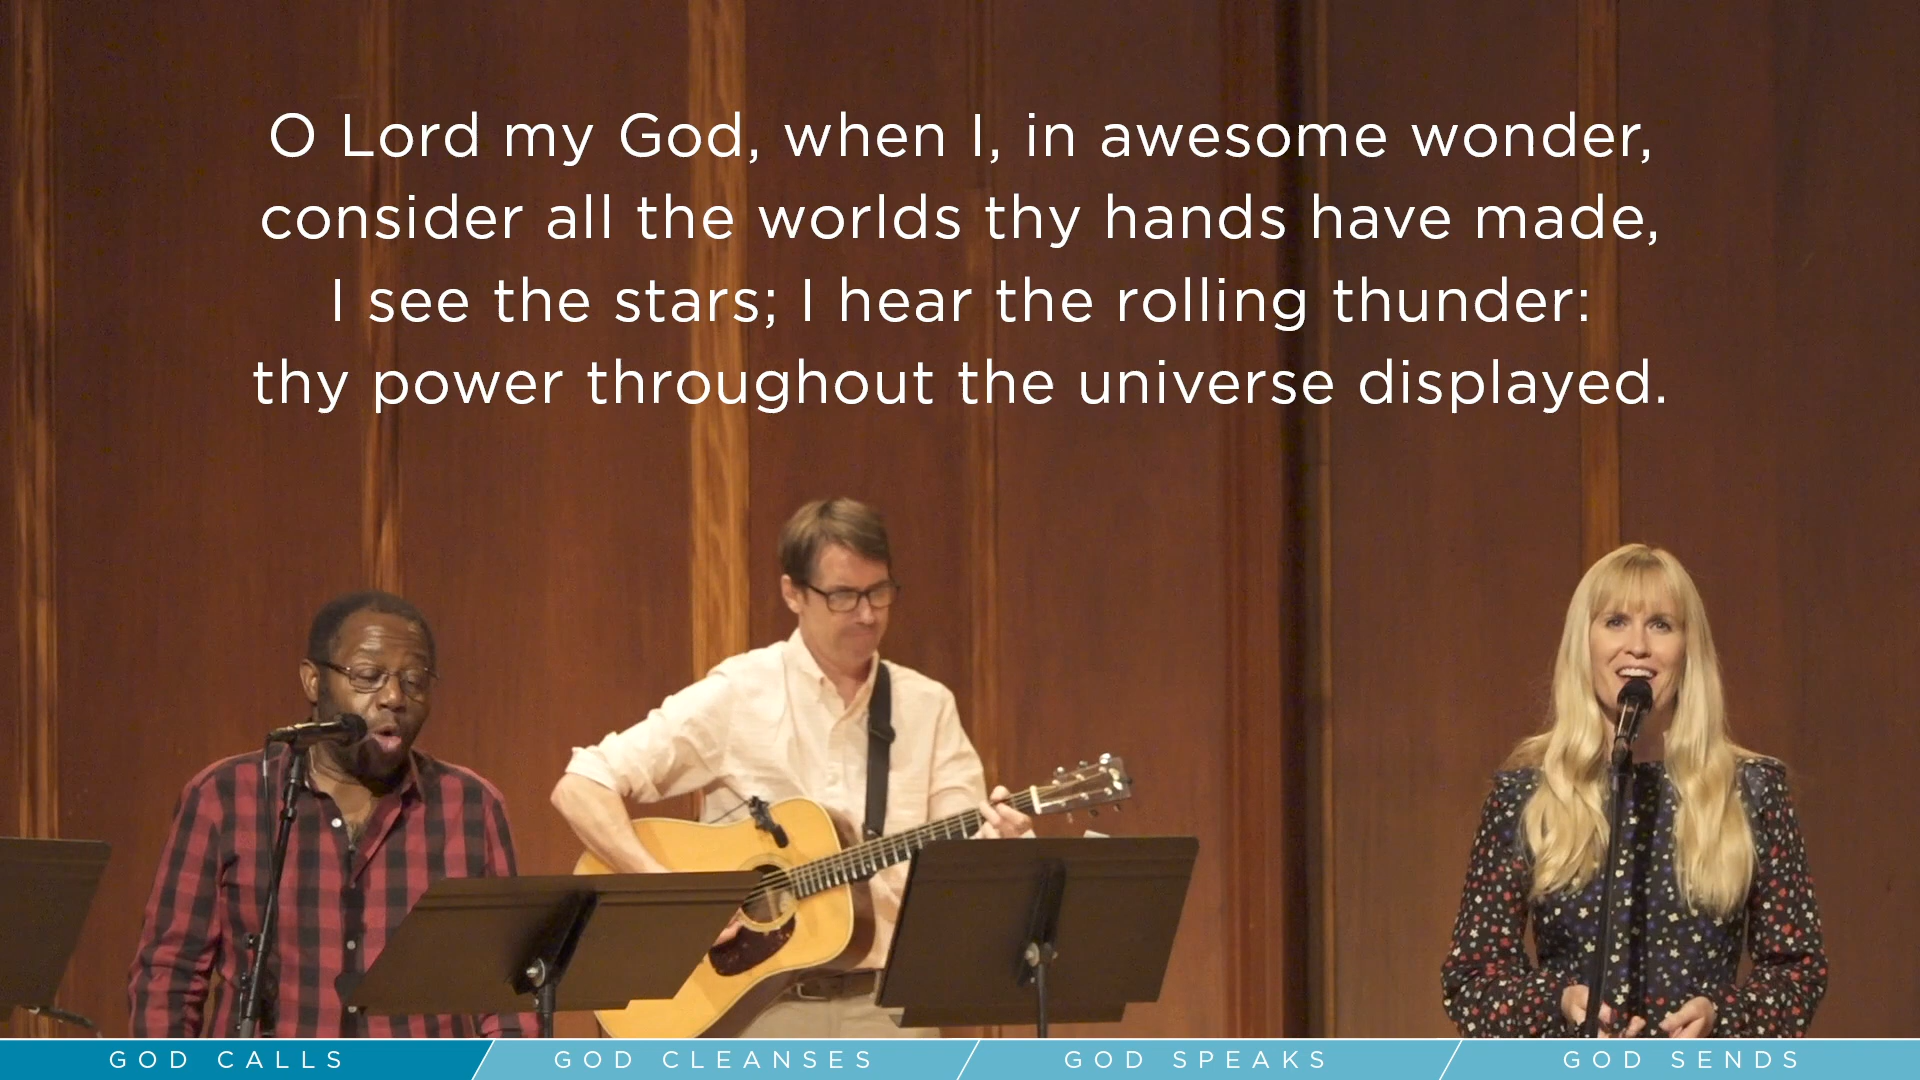 O Lord my God, when I, in awesome wonder,
consider all the worlds thy hands have made,
I see the stars; I hear the rolling thunder:
thy power throughout the universe displayed.
GOD CALLS GOD CLEANSES GOD SPEAKS GOD SENDS